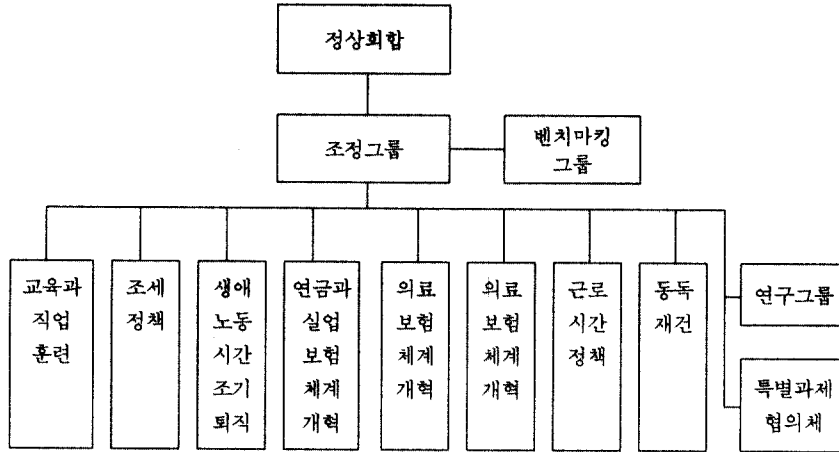 정상회합
조정그룹
벤치마킹
그룹
교육과
직업
훈련
조세
정책
생애
노동
시간
조기
퇴직
연금과
실업
보험
체계
개혁
의료
보험
체계
개혁
의료
보험
체계
개혁
근로
시간
정책
동독
재건
연구그룹
특별과제
협의체